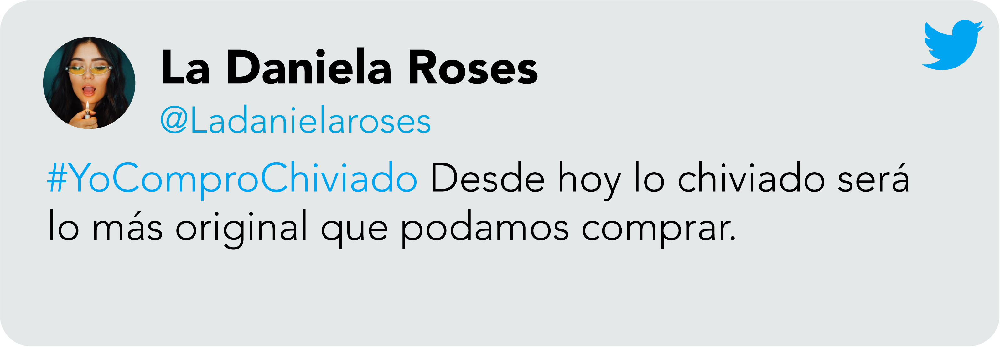 La Daniela Roses
@Ladanielaroses
#YoComproChiviado Desde hoy lo chiviado será
lo más original que podamos comprar.